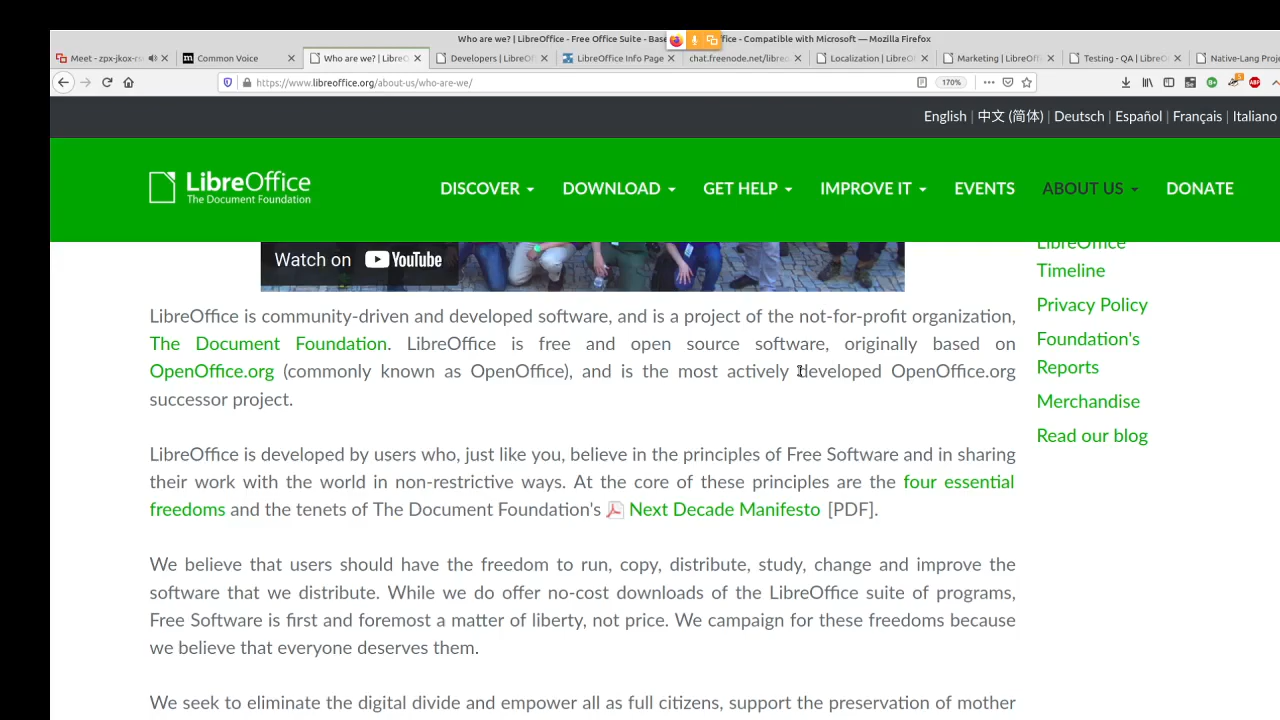 Who are we? | LibreOffice - Free Office Suite - Base fice - Compatible with Microsoft — Mozilla Firefox
Meet - zpx-jkox-rs Common Voice Who are we? | LibreO Developers | LibreOff LibreOffice Info Page chat.freenode.net/libreo Localization | LibreO Marketing | LibreOffi Testing - QA | LibreO Native-Lang Proje
https://www.libreoffice.org/about-us/who-are-we/ 170%
English | 中文 (简体) | Deutsch | Español | Français | Italiano
LibreOffice
The Document Foundation
DISCOVER DOWNLOAD GET HELP IMPROVE IT EVENTS ABOUT US DONATE
Watch on YouTube
LibreOffice is community-driven and developed software, and is a project of the not-for-profit organization,
The Document Foundation. LibreOffice is free and open source software, originally based on
OpenOffice.org (commonly known as OpenOffice), and is the most actively developed OpenOffice.org
successor project.
LibreOffice is developed by users who, just like you, believe in the principles of Free Software and in sharing
their work with the world in non-restrictive ways. At the core of these principles are the four essential
freedoms and the tenets of The Document Foundation's Next Decade Manifesto [PDF].
We believe that users should have the freedom to run, copy, distribute, study, change and improve the
software that we distribute. While we do offer no-cost downloads of the LibreOffice suite of programs,
Free Software is first and foremost a matter of liberty, not price. We campaign for these freedoms because
we believe that everyone deserves them.
We seek to eliminate the digital divide and empower all as full citizens, support the preservation of mother
LibreOffice
Timeline
Privacy Policy
Foundation's
Reports
Merchandise
Read our blog